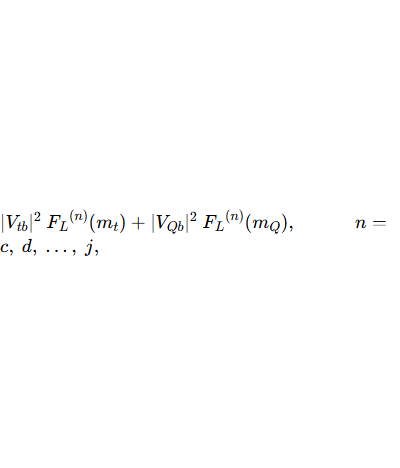 |V_{tb}|^2 F_L^{(n)}(m_t) + |V_{Qb}|^2 F_L^{(n)}(m_Q), n =
c, d, …, j,